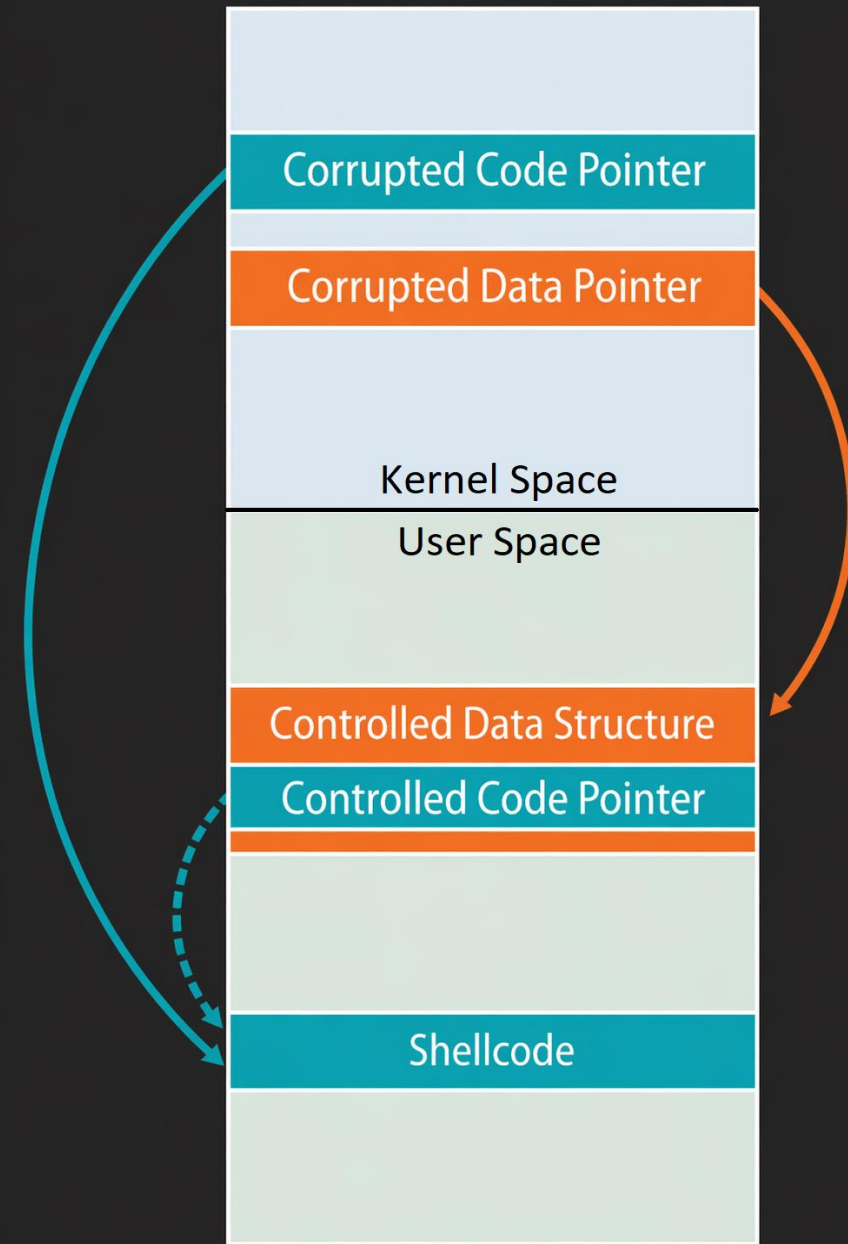 Corrupted Code Pointer
Corrupted Data Pointer
Kernel Space
User Space
Controlled Data Structure
Controlled Code Pointer
Shellcode